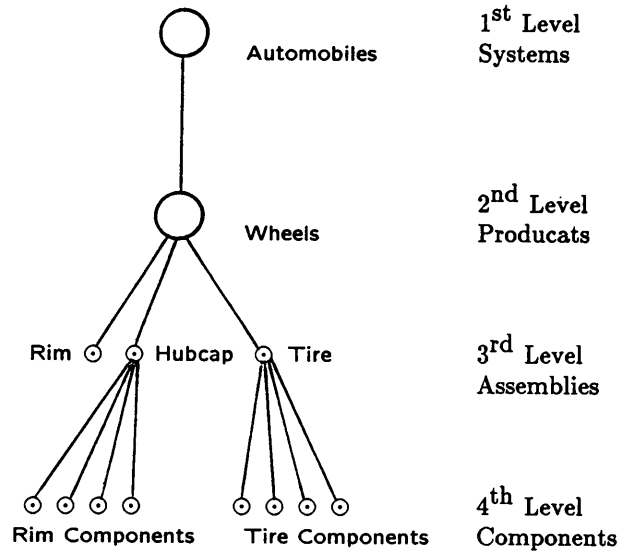 1st Level
Automobiles Systems
2nd Level
Wheels Producats
Rim Hubcap Tire 3rd Level
Assemblies
4th Level
Rim Components Tire Components Components